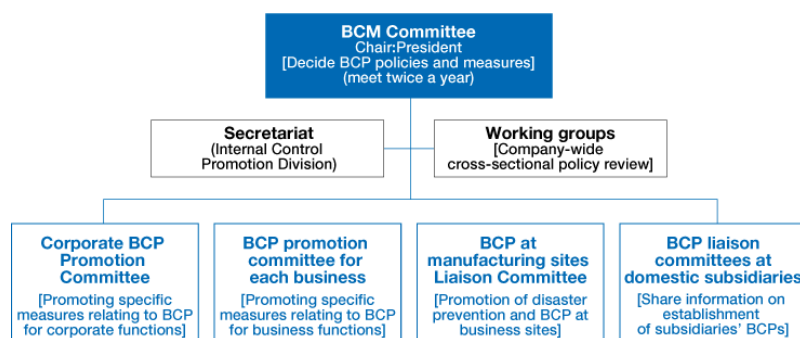 BCM Committee
Chair:President
[Decide BCP policies and measures]
(meet twice a year)
Secretariat
(Internal Control
Promotion Division)
Working groups
[Company-wide
cross-sectional policy review]
Corporate BCP
Promotion
Committee
[Promoting specific
measures relating to BCP
for corporate functions]
BCP promotion
committee for
each business
[Promoting specific
measures relating to BCP
for business functions]
BCP at
manufacturing sites
Liaison Committee
[Promotion of disaster
prevention and BCP at
business sites]
BCP liaison
committees at
domestic subsidiaries
[Share information on
establishment
of subsidiaries' BCPs]